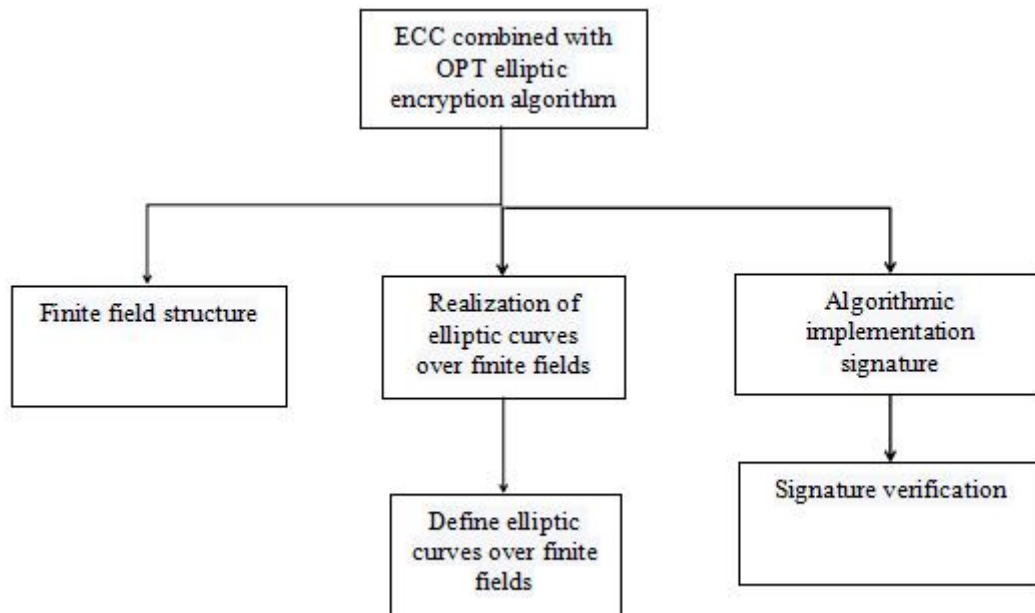 ECC combined with
OPT elliptic
encryption algorithm
Finite field structure
Realization of
elliptic curves
over finite fields
Algorithmic
implementation
signature
Define elliptic
curves over finite
fields
Signature verification